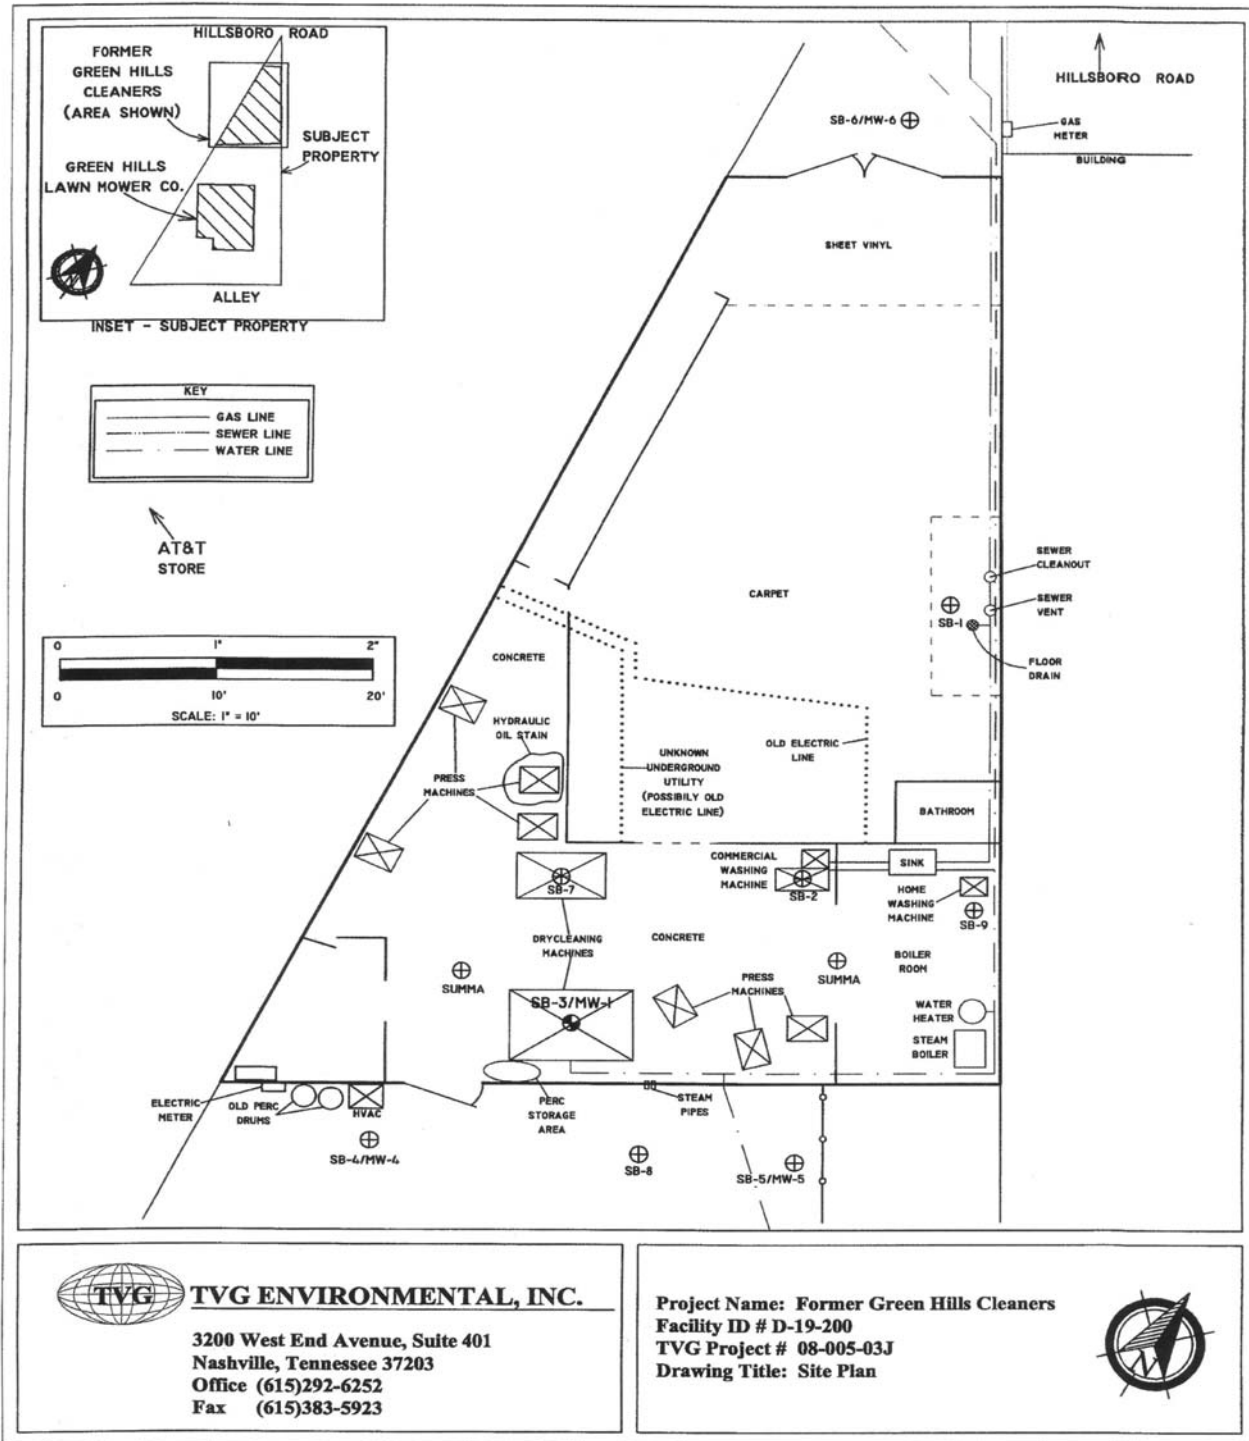 HILLSBORO ROAD
FORMER
GREEN HILLS
CLEANERS
(AREA SHOWN)
SUBJECT
PROPERTY
GREEN HILLS
LAWN MOWER CO.
N
ALLEY
INSET - SUBJECT PROPERTY
KEY
GAS LINE
SEWER LINE
WATER LINE
AT&T
STORE
0 1" 2"
0 10' 20'
SCALE: 1" = 10'
HILLSBORO ROAD
SB-6/MW-6
GAS
METER
BUILDING
SHEET VINYL
SEWER
CLEANOUT
CARPET
SEWER
VENT
SB-1
FLOOR
DRAIN
CONCRETE
HYDRAULIC
OIL STAIN
PRESS
MACHINES
UNKNOWN
UNDERGROUND
UTILITY
(POSSIBILY OLD
ELECTRIC LINE)
OLD ELECTRIC
LINE
BATHROOM
COMMERCIAL
WASHING
MACHINE
SINK
SB-7
SB-2
HOME
WASHING
MACHINE
SB-9
DRYCLEANING
MACHINES
CONCRETE
BOILER
ROOM
SUMMA
SUMMA
PRESS
MACHINES
SB-3/MW-1
WATER
HEATER
STEAM
BOILER
ELECTRIC
METER
OLD PERC
DRUMS
HVAC
PERC
STORAGE
AREA
STEAM
PIPES
SB-4/MW-4
SB-8
SB-5/MW-5
TVG
TVG ENVIRONMENTAL, INC.
3200 West End Avenue, Suite 401
Nashville, Tennessee 37203
Office (615)292-6252
Fax (615)383-5923
Project Name: Former Green Hills Cleaners
Facility ID # D-19-200
TVG Project # 08-005-03J
Drawing Title: Site Plan
N